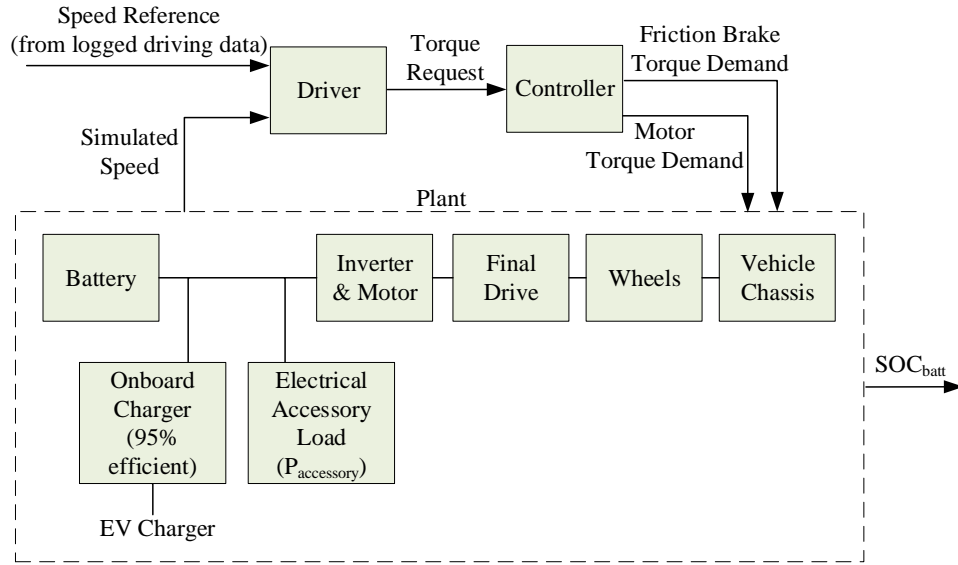 Speed Reference
(from logged driving data)
Driver
Torque
Request
Controller
Friction Brake
Torque Demand
Motor
Torque Demand
Simulated
Speed
Plant
Battery
Inverter
& Motor
Final
Drive
Wheels
Vehicle
Chassis
Onboard
Charger
(95%
efficient)
Electrical
Accessory
Load
(Paccessory)
EV Charger
SOCbatt